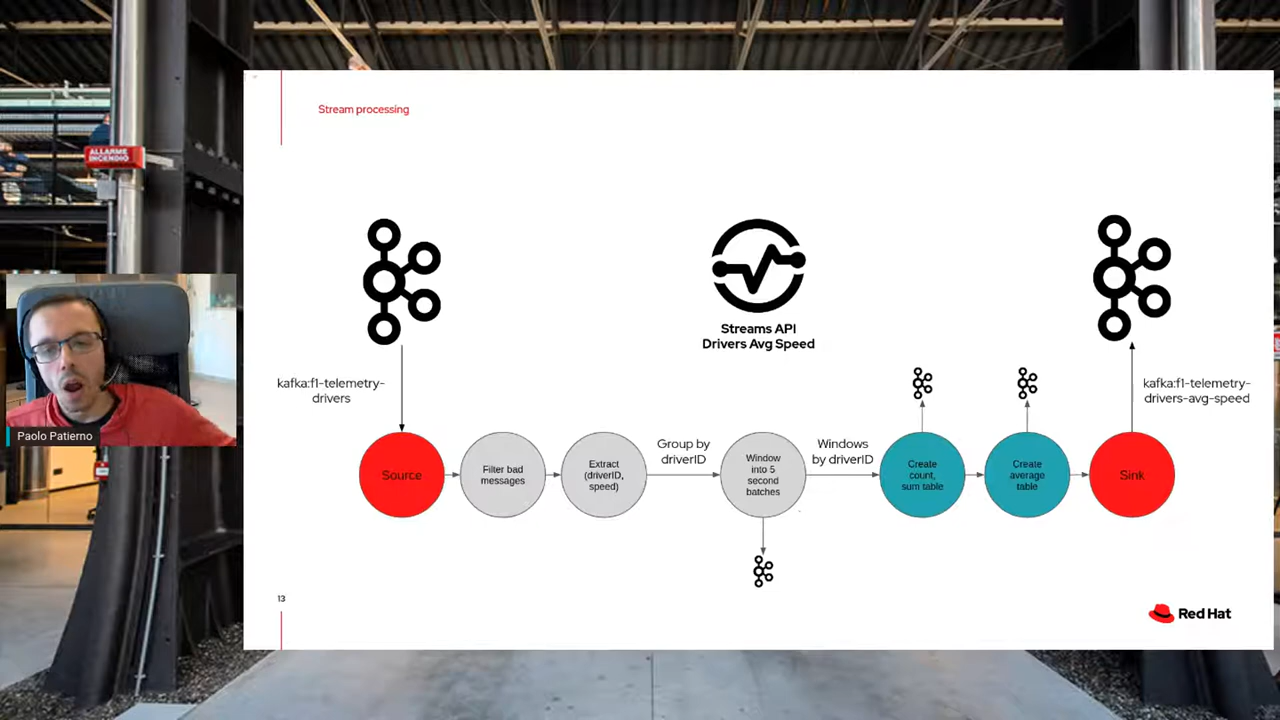 Stream processing
ALLARME
INCENDIO
Streams API
Drivers Avg Speed
kafka:f1-telemetry-
drivers
kafka:f1-telemetry-
drivers-avg-speed
Source
Filter bad
messages
Extract
(driverID,
speed)
Group by
driverID
Window
into 5
second
batches
Windows
by driverID
Create
count,
sum table
Create
average
table
Sink
Paolo Patierno
13
Red Hat